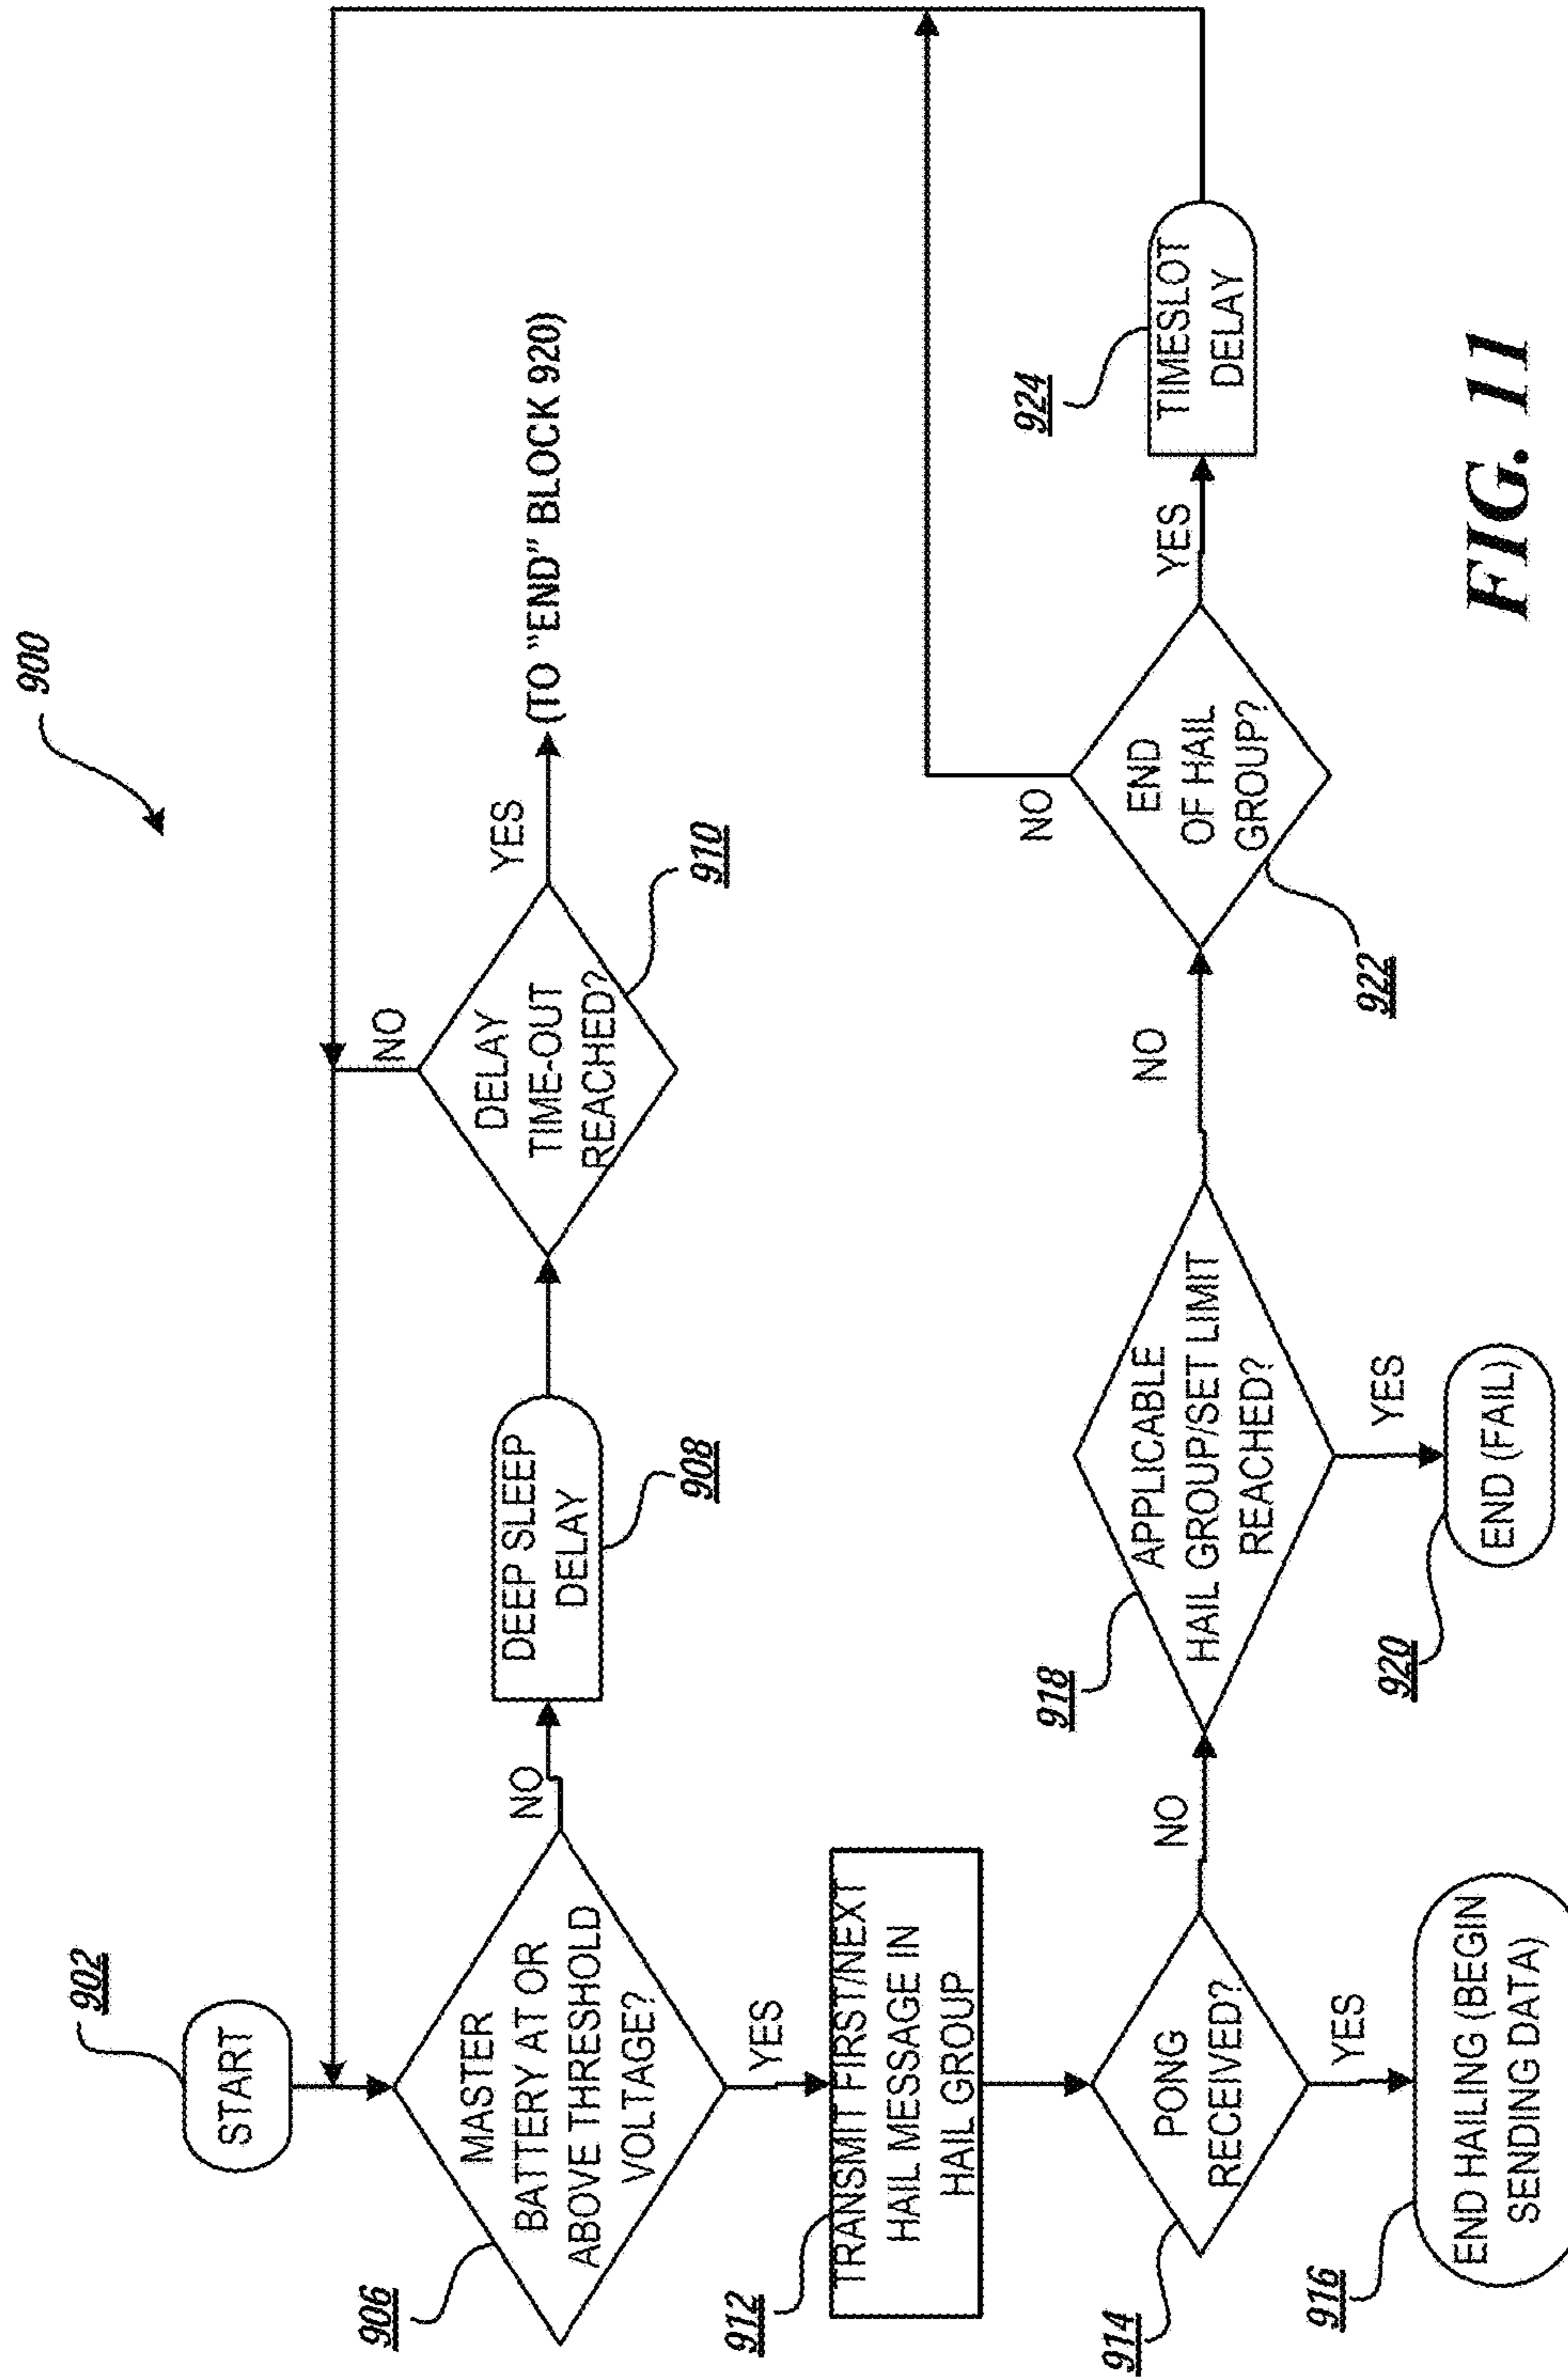 900
902
START
906
MASTER
BATTERY AT OR
ABOVE THRESHOLD
VOLTAGE?
NO
DEEP SLEEP
DELAY
908
DELAY
TIME-OUT
REACHED?
910
NO
YES
(TO "END" BLOCK 920)
YES
912
TRANSMIT FIRST/NEXT
HAIL MESSAGE IN
HAIL GROUP
914
PONG
RECEIVED?
YES
916
END HAILING (BEGIN
SENDING DATA)
NO
918
APPLICABLE
HAIL GROUP/SET LIMIT
REACHED?
YES
920
END (FAIL)
NO
922
END
OF HAIL
GROUP?
NO
YES
924
TIMESLOT
DELAY
FIG. 11